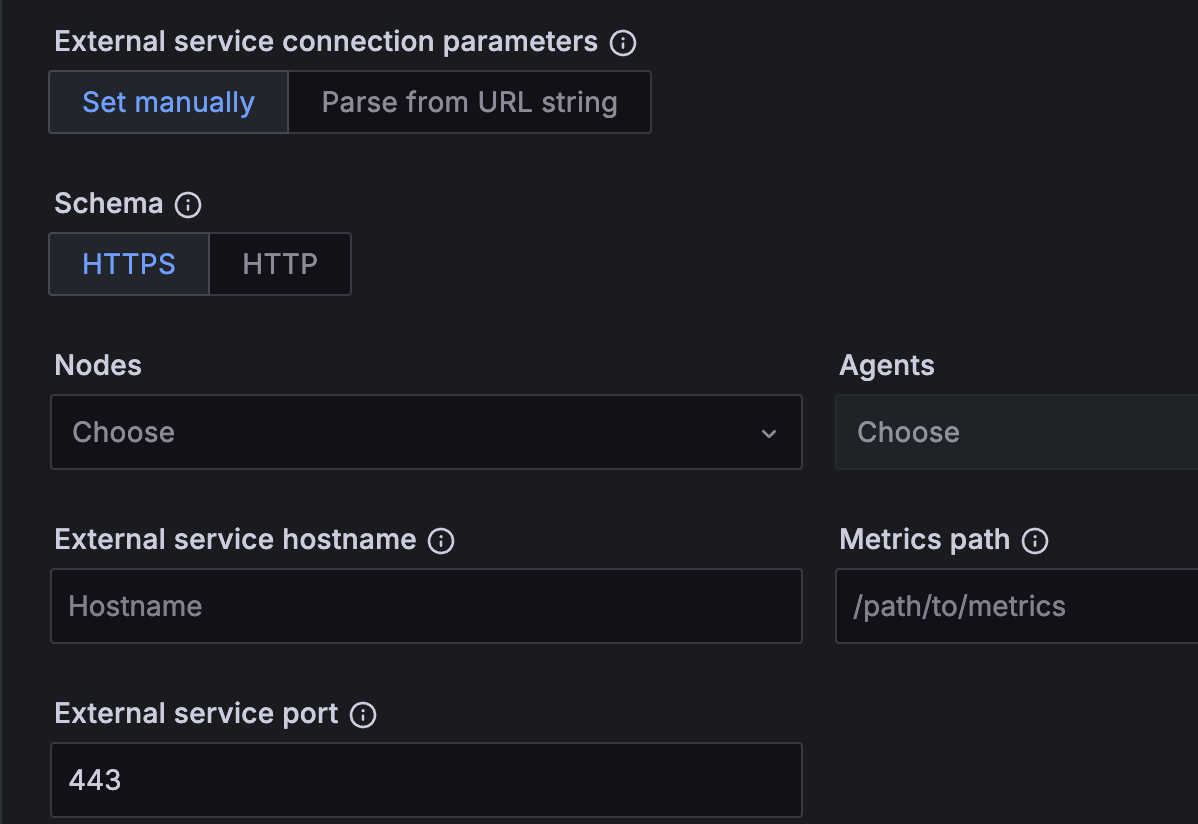 External service connection parameters
Set manually Parse from URL string
Schema
HTTPS HTTP
Nodes Agents
Choose Choose
External service hostname Metrics path
Hostname /path/to/metrics
External service port
443